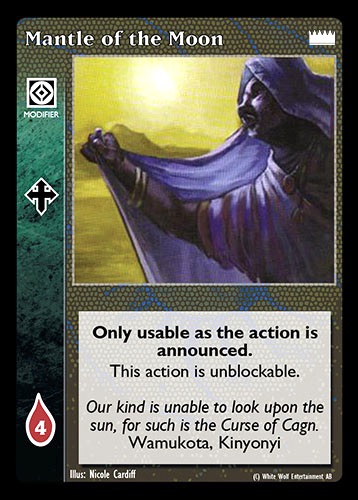 Mantle of the Moon
MODIFIER
Only usable as the action is
announced.
This action is unblockable.
Our kind is unable to look upon the
sun, for such is the Curse of Cagn.
Wamukota, Kinyonyi
4
Illus: Nicole Cardiff
(C) White Wolf Entertainment AB